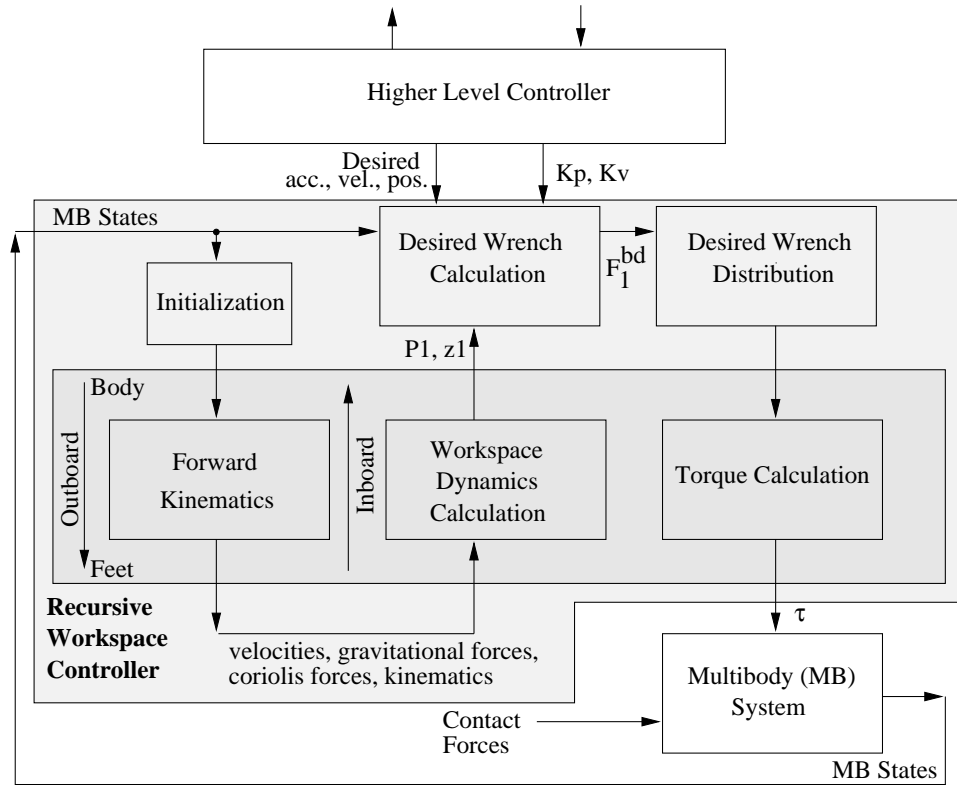 Higher Level Controller
Desired
acc., vel., pos.
Kp, Kv
MB States
Desired Wrench
Calculation
F₁ᵇᵈ
Desired Wrench
Distribution
Initialization
P1, z1
Body
Outboard
Feet
Forward
Kinematics
Inboard
Workspace
Dynamics
Calculation
Torque Calculation
Recursive
Workspace
Controller
velocities, gravitational forces,
coriolis forces, kinematics
τ
Multibody (MB)
System
Contact
Forces
MB States